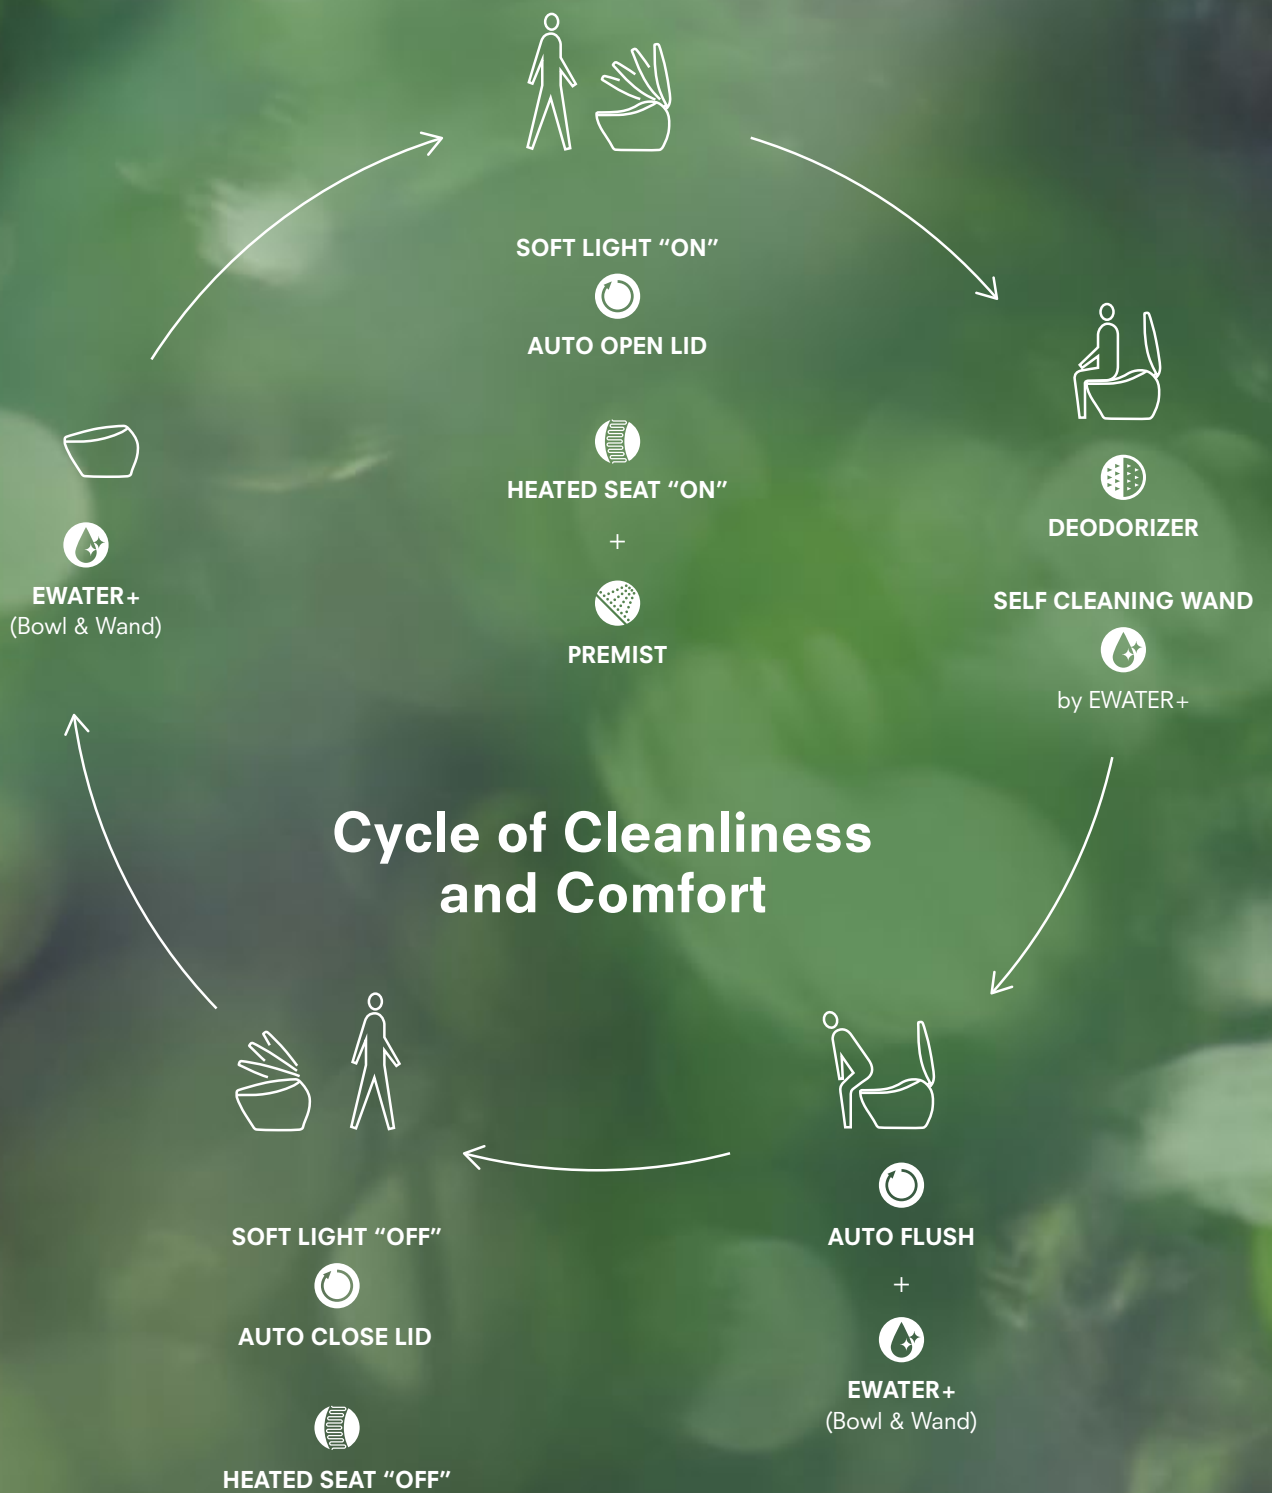 SOFT LIGHT “ON”
AUTO OPEN LID
HEATED SEAT “ON”
+
PREMIST
DEODORIZER
SELF CLEANING WAND
by EWATER+
EWATER+
(Bowl & Wand)
Cycle of Cleanliness
and Comfort
AUTO FLUSH
+
EWATER+
(Bowl & Wand)
SOFT LIGHT “OFF”
AUTO CLOSE LID
HEATED SEAT “OFF”